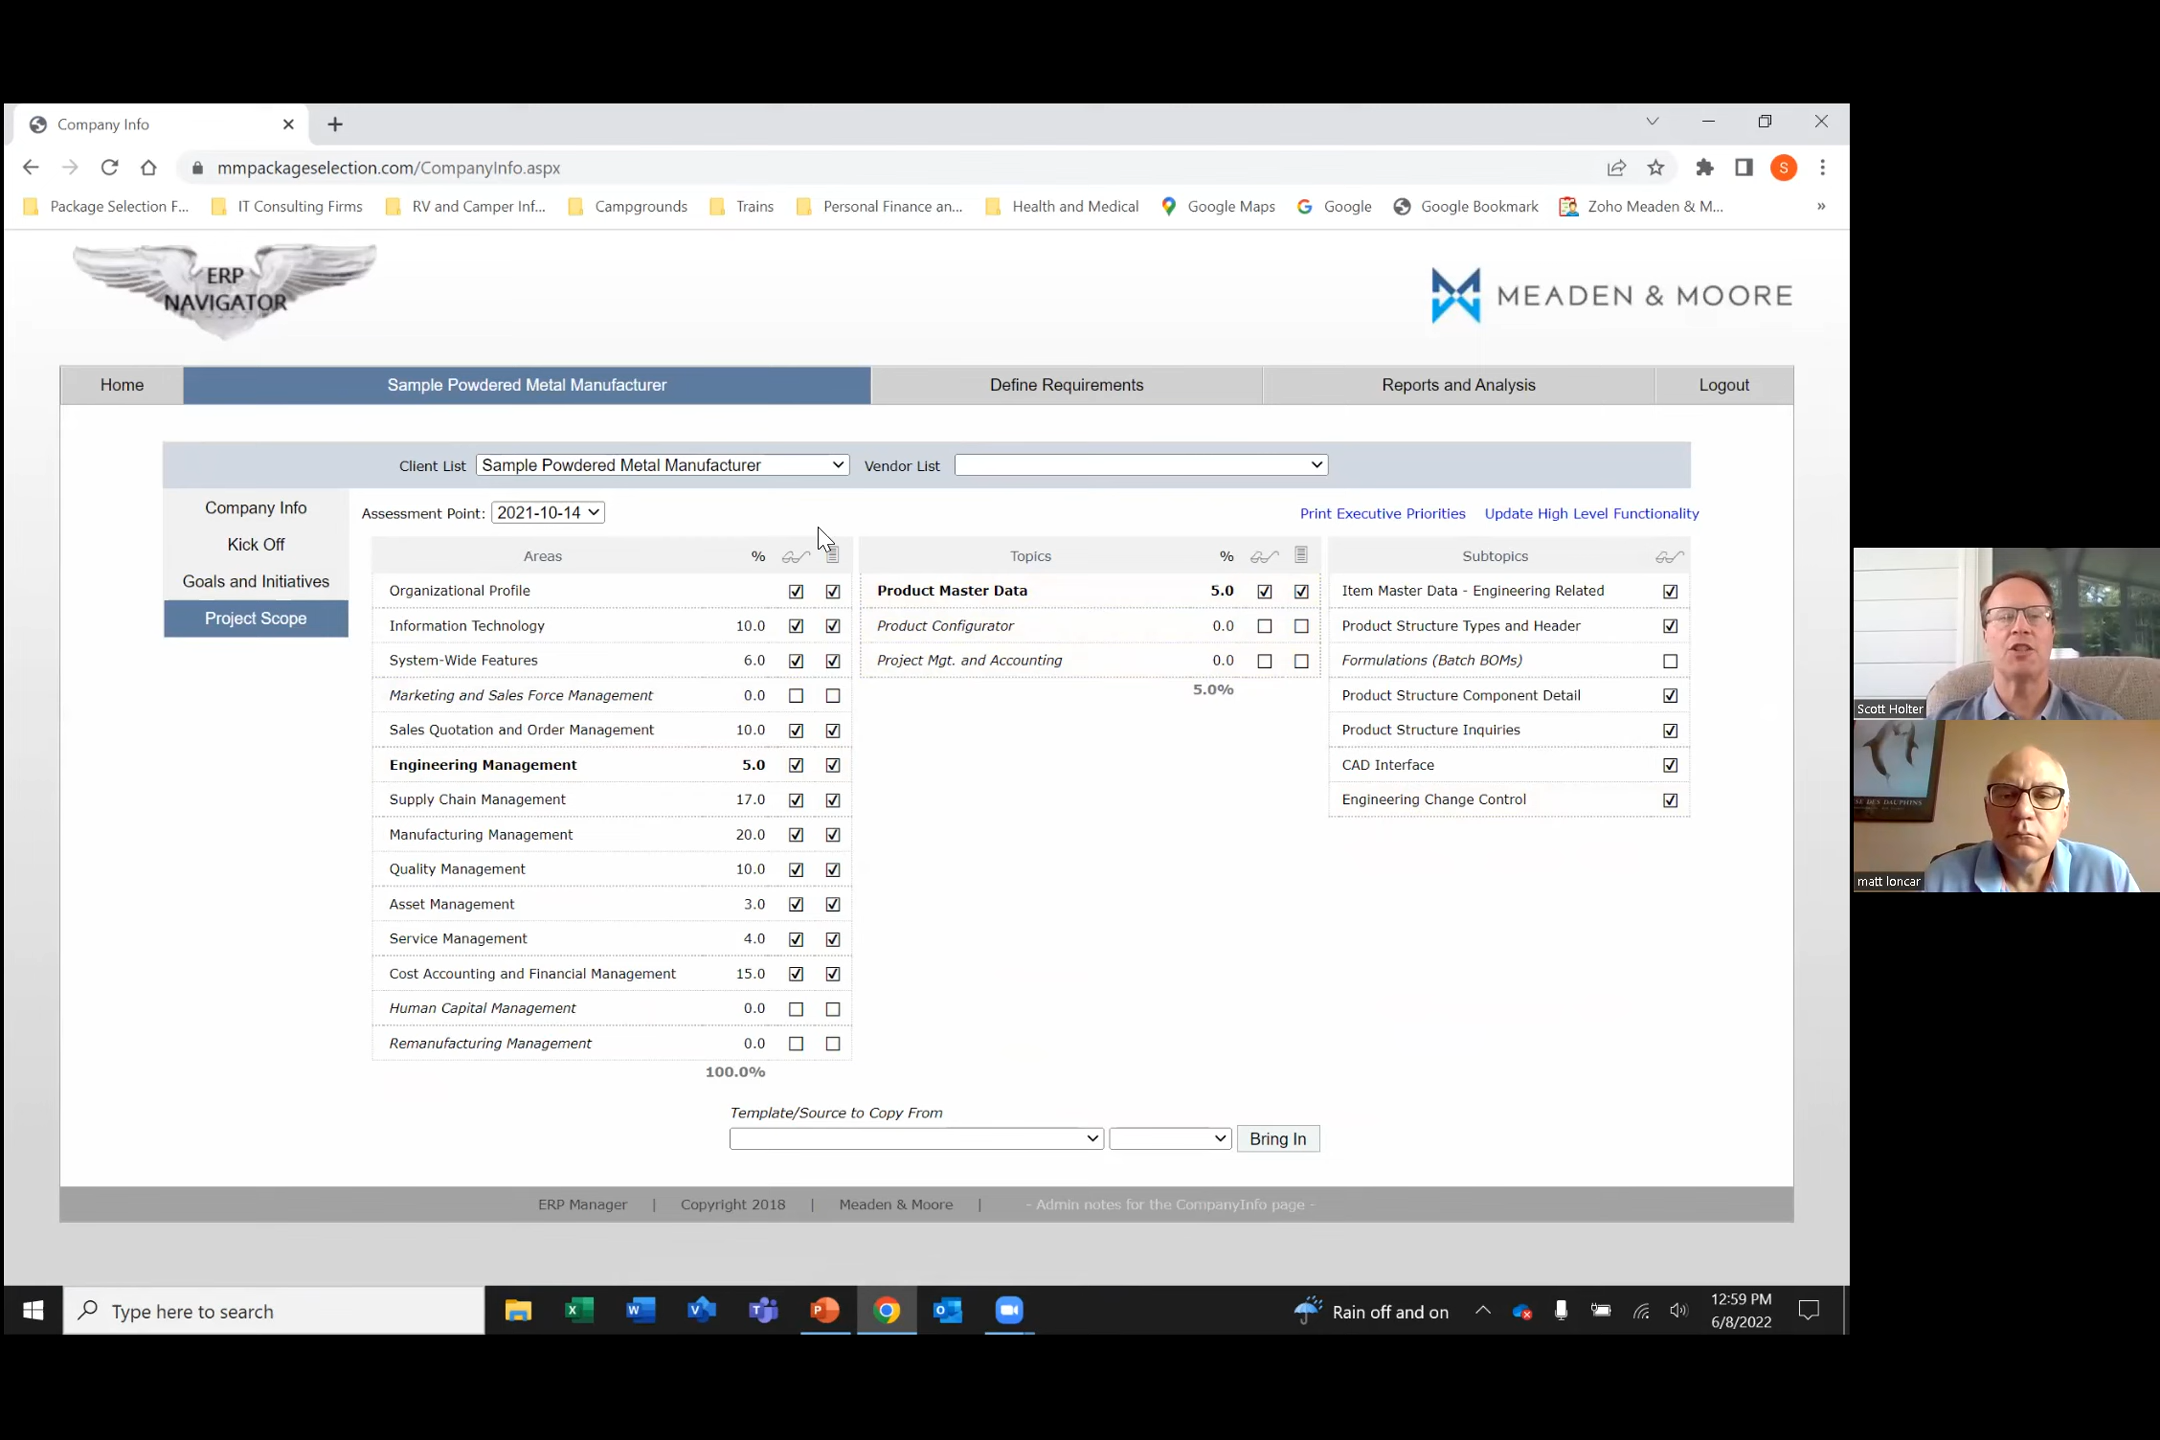 Company Info
mmpackageselection.com/CompanyInfo.aspx
S
Package Selection F... IT Consulting Firms RV and Camper Inf... Campgrounds Trains Personal Finance an... Health and Medical Google Maps Google Google Bookmark Zoho Meaden & M... »
ERP
NAVIGATOR
MEADEN & MOORE
Home Sample Powdered Metal Manufacturer Define Requirements Reports and Analysis Logout
Client List Sample Powdered Metal Manufacturer Vendor List
Company Info
Kick Off
Goals and Initiatives
Project Scope
Assessment Point: 2021-10-14 Print Executive Priorities Update High Level Functionality
Areas %
Organizational Profile
Information Technology 10.0
System-Wide Features 6.0
Marketing and Sales Force Management 0.0
Sales Quotation and Order Management 10.0
Engineering Management 5.0
Supply Chain Management 17.0
Manufacturing Management 20.0
Quality Management 10.0
Asset Management 3.0
Service Management 4.0
Cost Accounting and Financial Management 15.0
Human Capital Management 0.0
Remanufacturing Management 0.0
100.0%
Topics %
Product Master Data 5.0
Product Configurator 0.0
Project Mgt. and Accounting 0.0
5.0%
Subtopics
Item Master Data - Engineering Related
Product Structure Types and Header
Formulations (Batch BOMs)
Product Structure Component Detail
Product Structure Inquiries
CAD Interface
Engineering Change Control
Template/Source to Copy From
Bring In
ERP Manager | Copyright 2018 | Meaden & Moore | - Admin notes for the CompanyInfo page -
Type here to search
Rain off and on
12:59 PM
6/8/2022
Scott Holter
SE DES DAUPHINS
matt loncar